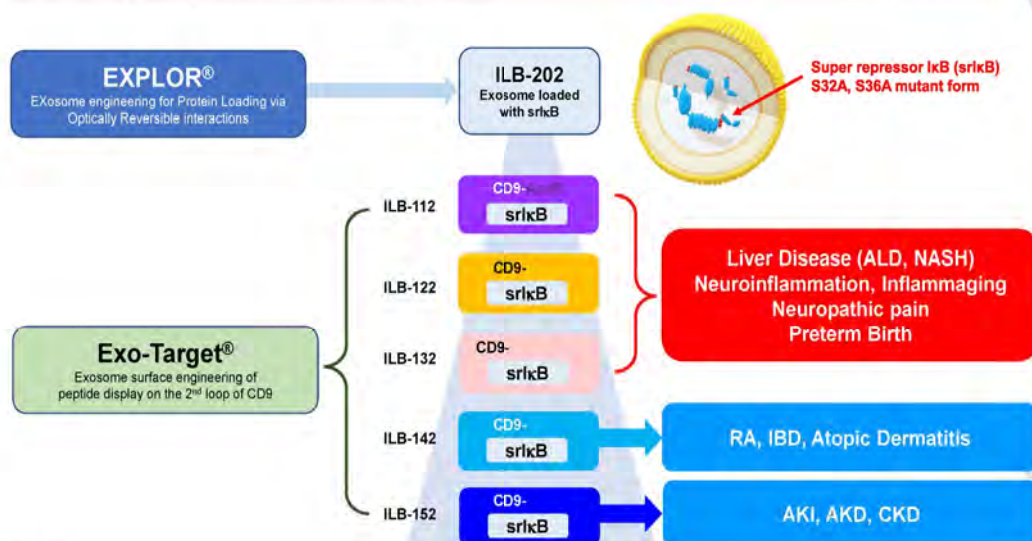 EXPLOR®
EXosome engineering for Protein Loading via
Optically Reversible interactions
ILB-202
Exosome loaded
with srIκB
Super repressor IκB (srIκB)
S32A, S36A mutant form
Exo-Target®
Exosome surface engineering of
peptide display on the 2nd loop of CD9
ILB-112
CD9-
srIκB
ILB-122
CD9-
srIκB
ILB-132
CD9-
srIκB
Liver Disease (ALD, NASH)
Neuroinflammation, Inflammaging
Neuropathic pain
Preterm Birth
ILB-142
CD9-
srIκB
RA, IBD, Atopic Dermatitis
ILB-152
CD9-
srIκB
AKI, AKD, CKD